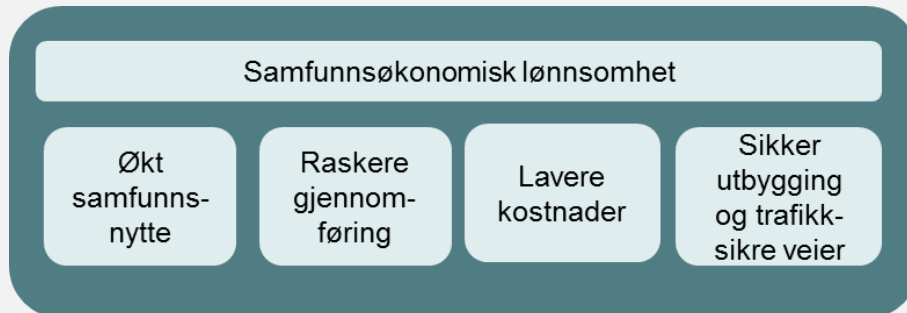 Samfunnsøkonomisk lønnsomhet
Økt
samfunns-
nytte
Raskere
gjennom-
føring
Lavere
kostnader
Sikker
utbygging
og trafikk-
sikre veier